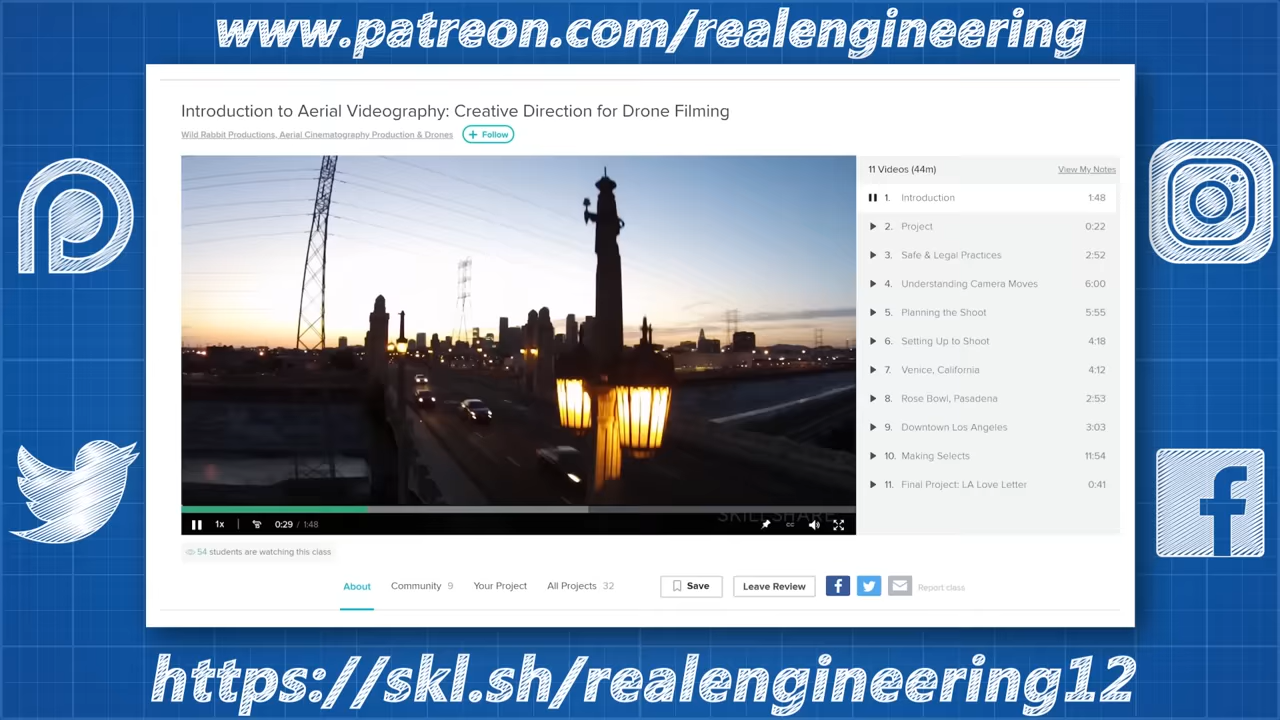 www.patreon.com/realengineering
Introduction to Aerial Videography: Creative Direction for Drone Filming
Wild Rabbit Productions, Aerial Cinematography Production & Drones
+ Follow
11 Videos (44m)
View My Notes
1. Introduction 1:48
2. Project 0:22
3. Safe & Legal Practices 2:52
4. Understanding Camera Moves 6:00
5. Planning the Shoot 5:55
6. Setting Up to Shoot 4:18
7. Venice, California 4:12
8. Rose Bowl, Pasadena 2:53
9. Downtown Los Angeles 3:03
10. Making Selects 11:54
11. Final Project: LA Love Letter 0:41
SKILLSHARE
1x
0:29 / 1:48
CC
54 students are watching this class
About
Community 9
Your Project
All Projects 32
Save
Leave Review
Report class
https://skl.sh/realengineering12